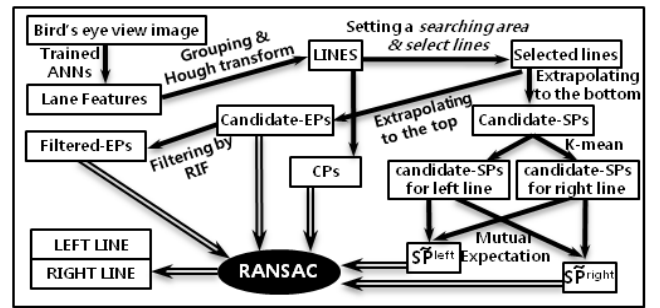 Bird's eye view image
Trained
ANNs
Lane Features
Grouping &
Hough transform
LINES
Setting a searching area
& select lines
Selected lines
Extrapolating
to the bottom
Candidate-SPs
K-mean
candidate-SPs
for left line
candidate-SPs
for right line
Mutual
Expectation
SP̃left
SP̃right
Extrapolating
to the top
Candidate-EPs
Filtering by
RIF
Filtered-EPs
CPs
RANSAC
LEFT LINE
RIGHT LINE